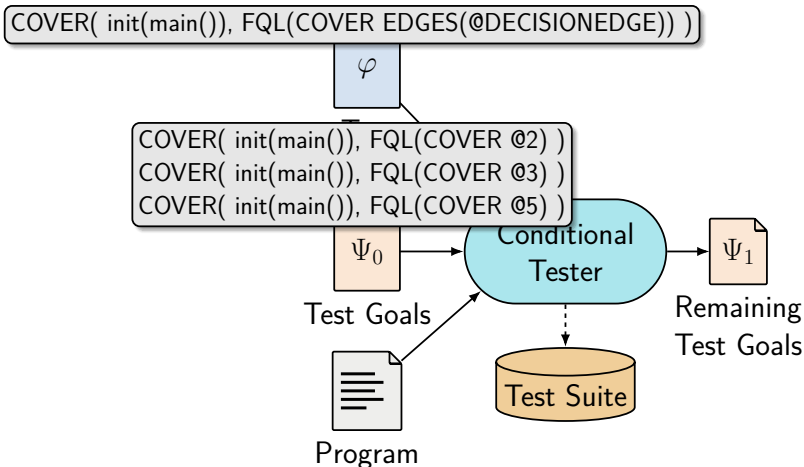 COVER( init(main()), FQL(COVER EDGES(@DECISIONEDGE)) )
φ
COVER( init(main()), FQL(COVER @2) )
COVER( init(main()), FQL(COVER @3) )
COVER( init(main()), FQL(COVER @5) )
Ψ₀
Test Goals
Conditional
Tester
Ψ₁
Remaining
Test Goals
Test Suite
Program